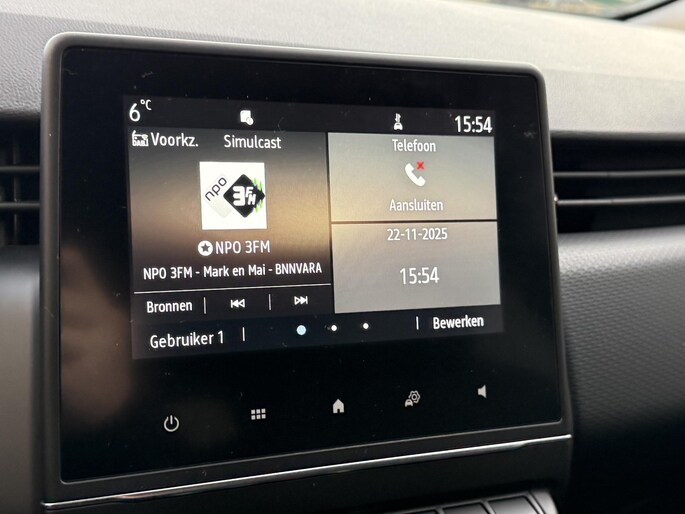 6°C
15:54
DAB Voorkz.
Simulcast
npo
3FM
NPO 3FM
NPO 3FM - Mark en Mai - BNNVARA
Bronnen
Telefoon
Aansluiten
22-11-2025
15:54
Gebruiker 1
Bewerken